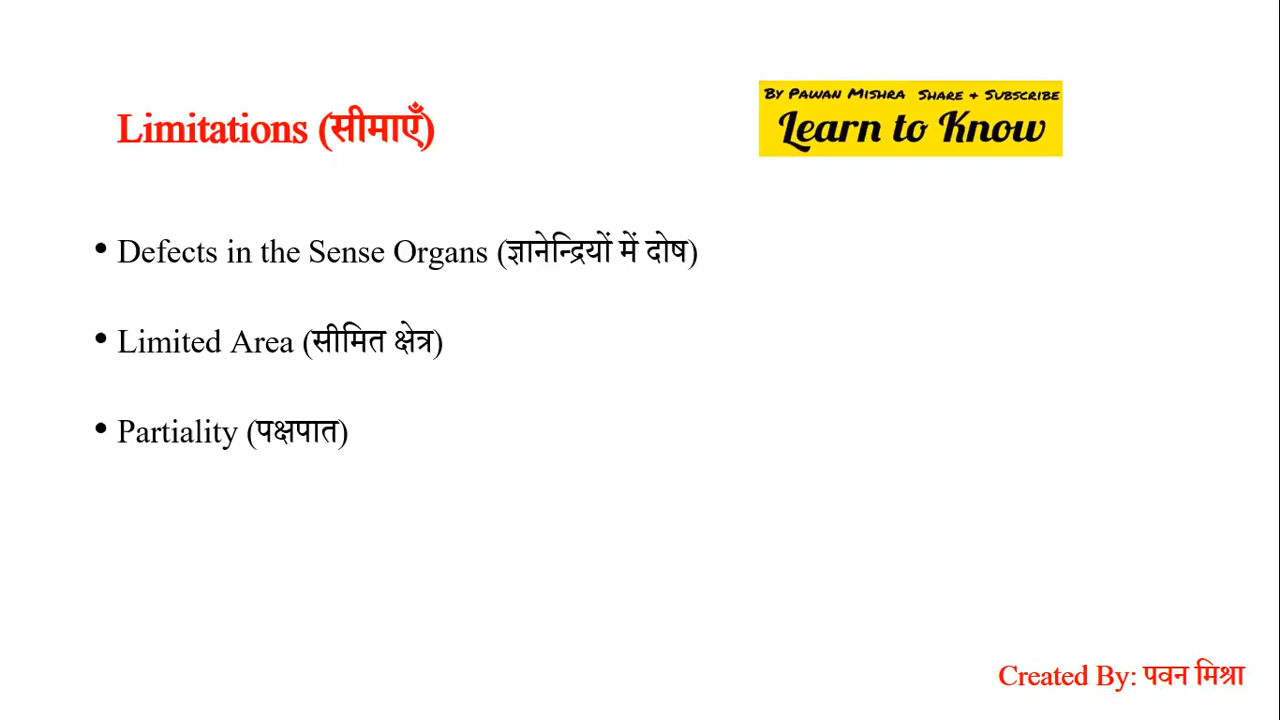 Limitations (सीमाएँ)
By Pawan Mishra Share & Subscribe
Learn to Know
• Defects in the Sense Organs (ज्ञानेन्द्रियों में दोष)
• Limited Area (सीमित क्षेत्र)
• Partiality (पक्षपात)
Created By: पवन मिश्रा